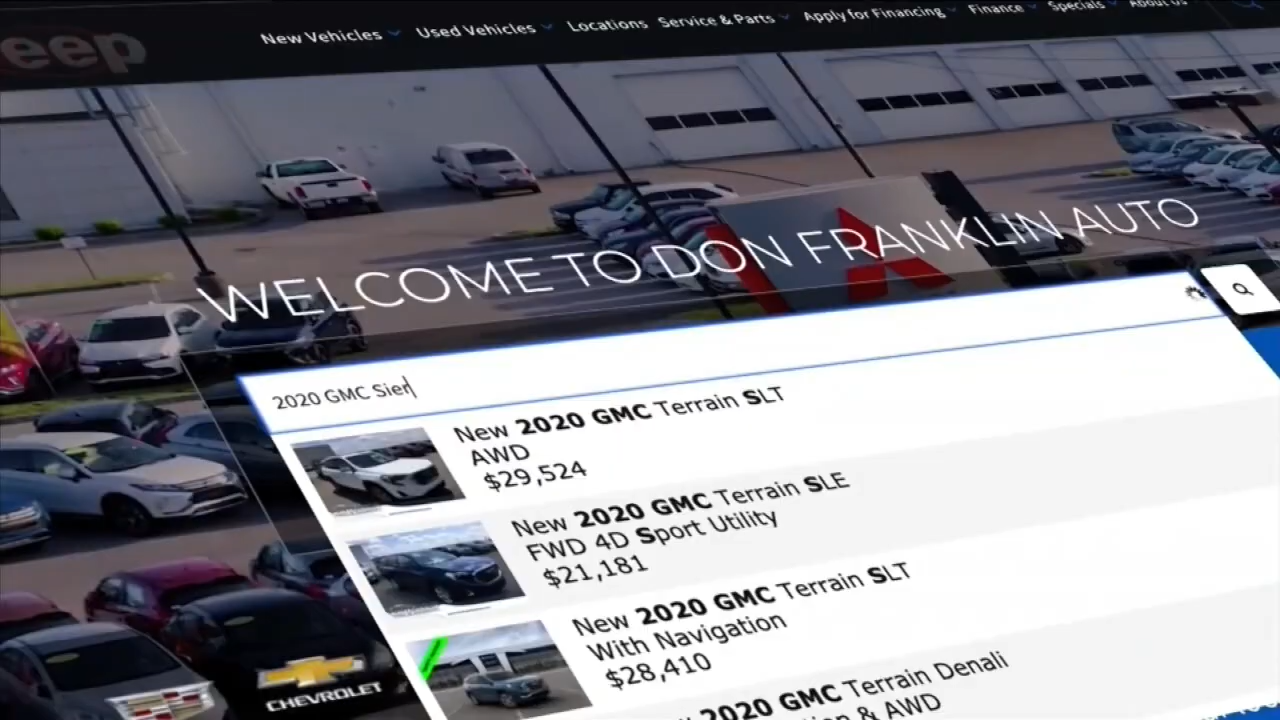 eep
New Vehicles Used Vehicles Locations Service & Parts Apply for Financing Finance Specials About Us
WELCOME TO DON FRANKLIN AUTO
2020 GMC Sier
New 2020 GMC Terrain SLT
AWD
$29,524
New 2020 GMC Terrain SLE
FWD 4D Sport Utility
$21,181
New 2020 GMC Terrain SLT
With Navigation
$28,410
2020 GMC Terrain Denali
& AWD
CHEVROLET